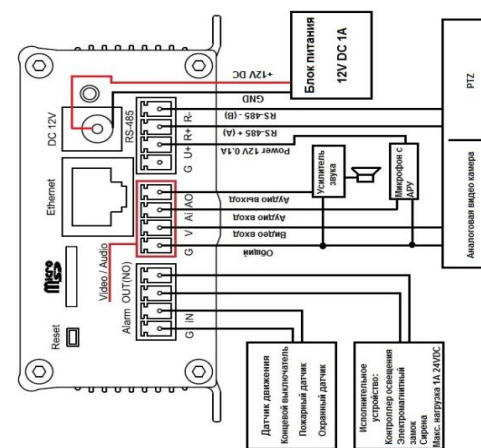 Блок питания
12V DC 1A
+12V DC
GND
RS-485 - (B)
RS-485 + (A)
Power 12V 0.1A
DC 12V
RS-485
R-
R+
U+
G
PTZ
Аналоговая видео камера
Усилитель
звука
Микрофон с
АРУ
Аудио выход
Аудио вход
Видео вход
Общий
Ethernet
Video / Audio
AO
Ai
V
G
micro
SD
Reset
Alarm
OUT(NO)
iN
G
Датчик движения
Концевой выключатель
Пожарный датчик
Охранный датчик
Исполнительное
устройство:
Контроллер освещения
Электромагнитный
замок
Сирена
Макс. нагрузка 1А 24VDC